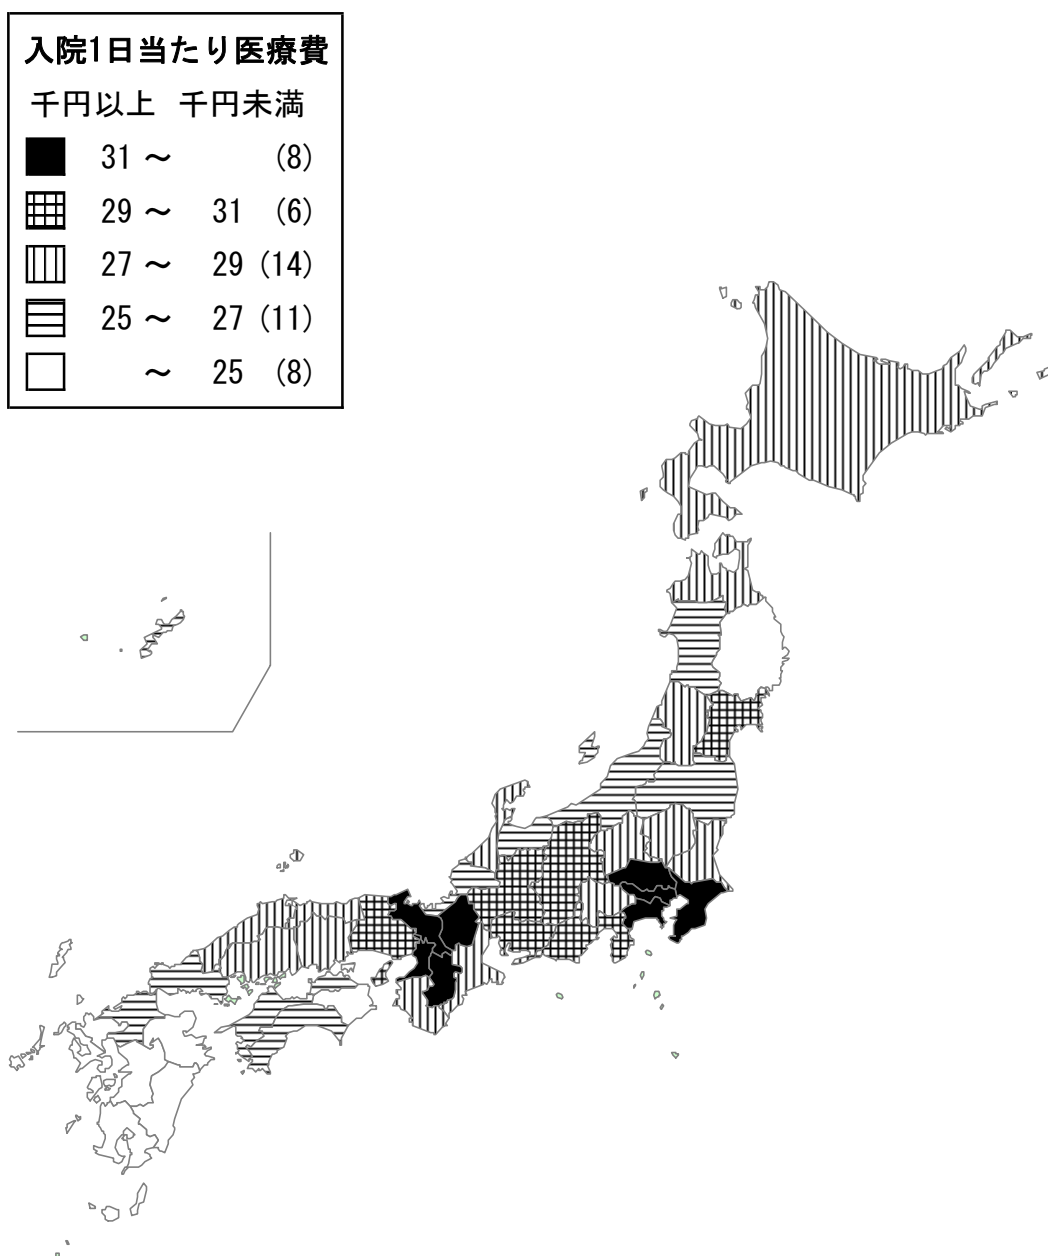 入院1日当たり医療費
千円以上 千円未満
31 ～ (8)
29 ～ 31 (6)
27 ～ 29 (14)
25 ～ 27 (11)
～ 25 (8)